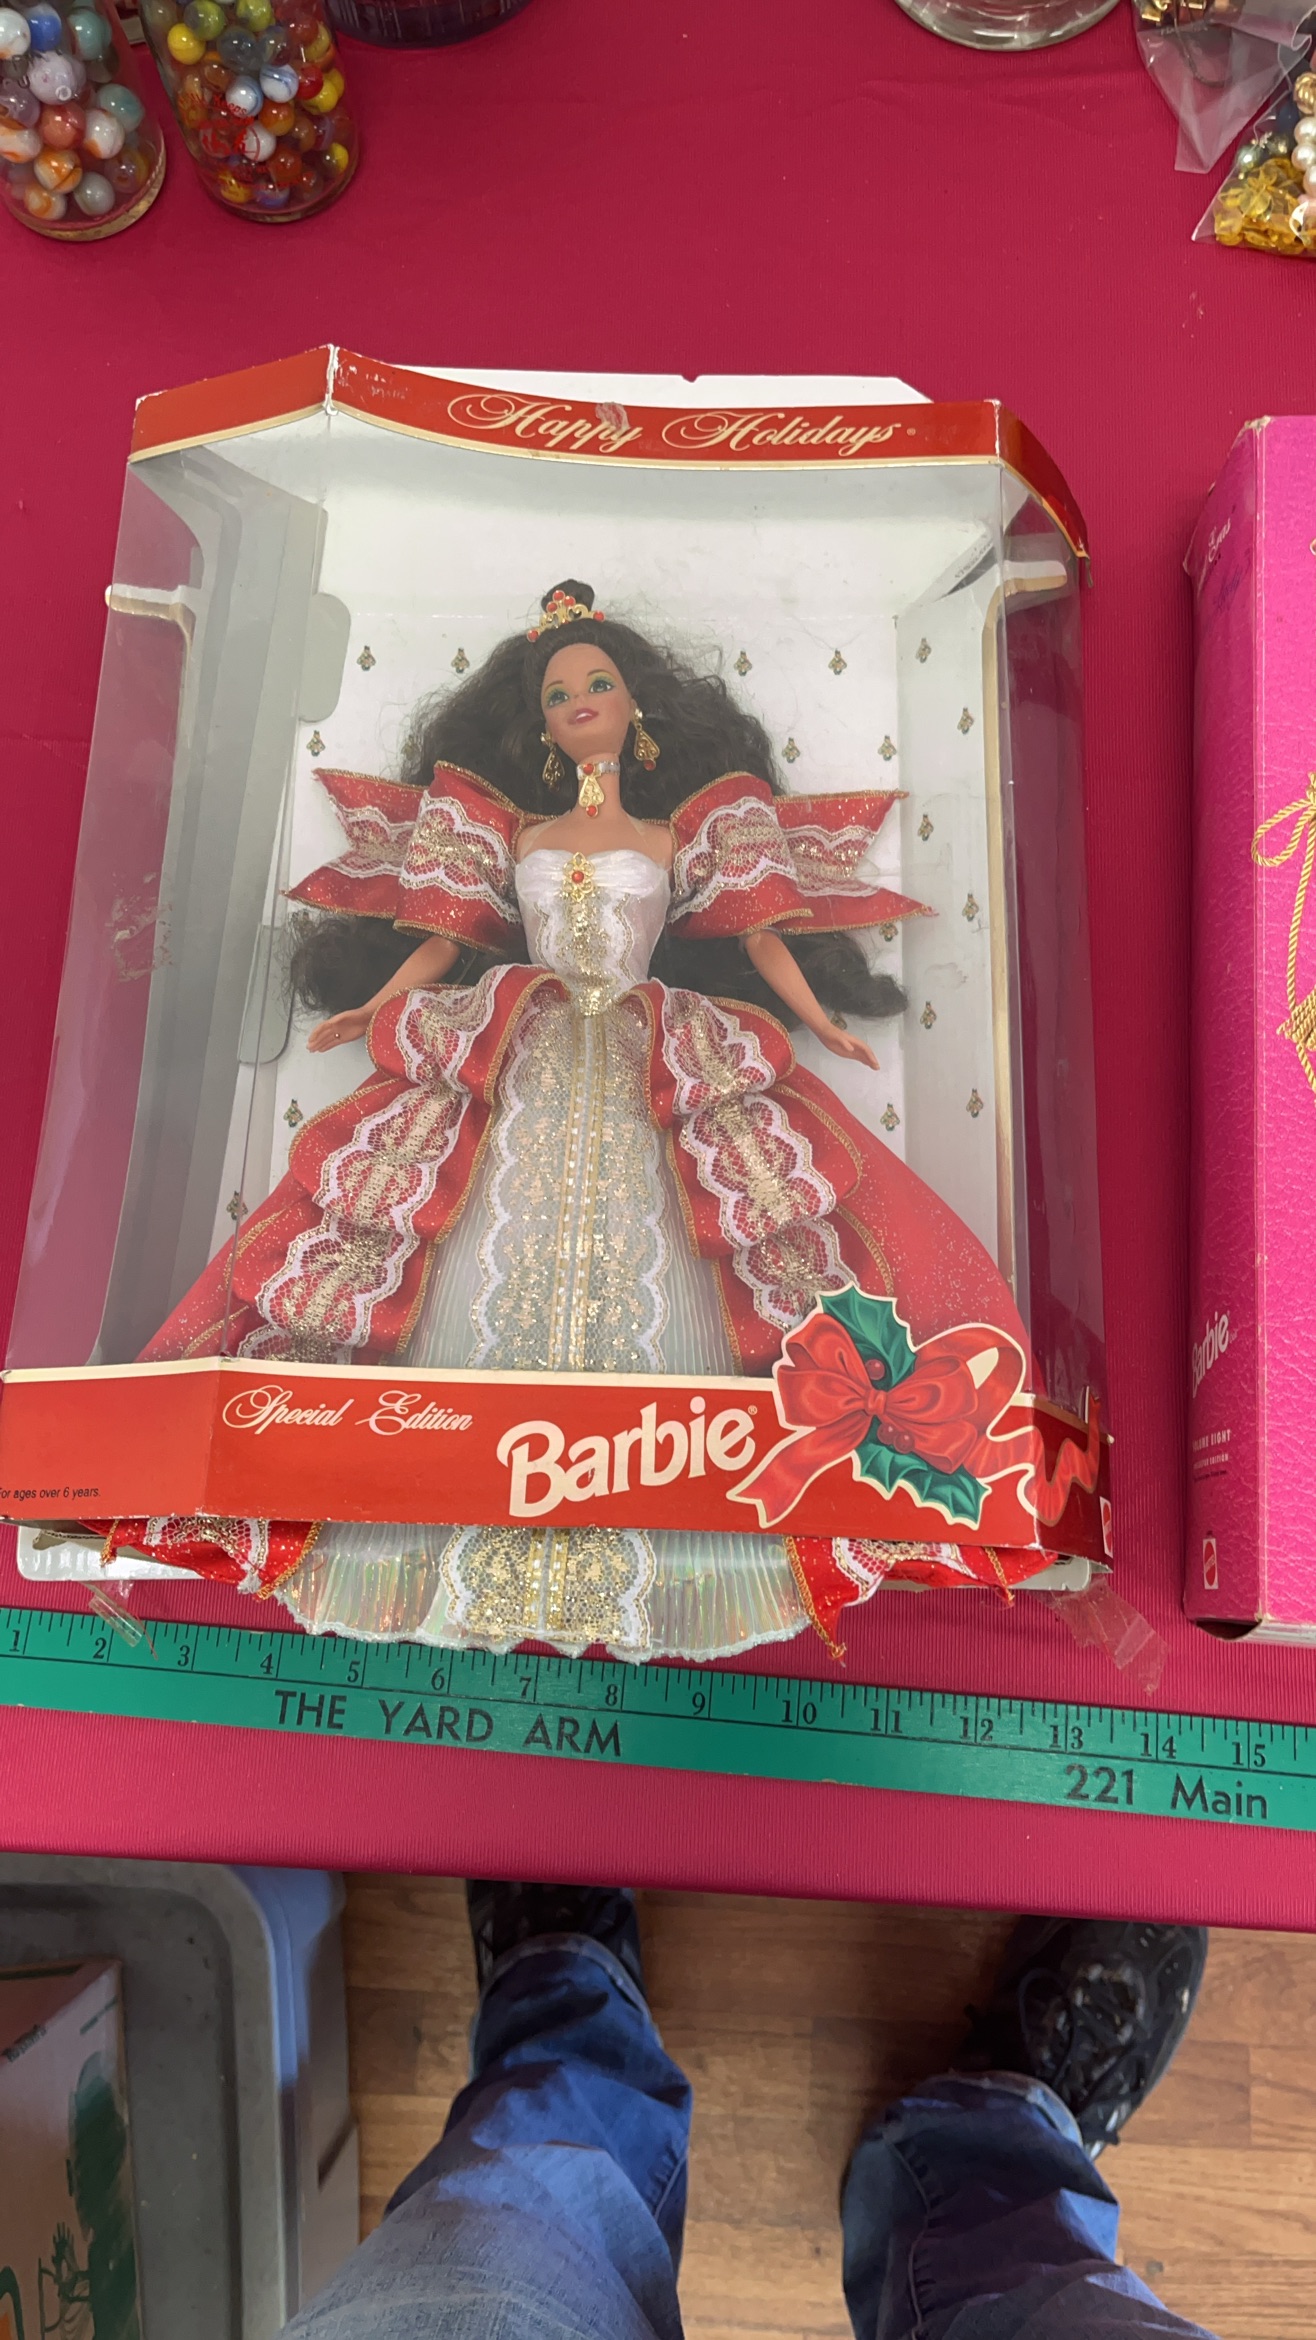 Happy Holidays
Special Edition
Barbie®
For ages over 6 years.
Barbie
1 2 3 4 5 6 7 8 9 10 11 12 13 14 15
THE YARD ARM
221 Main